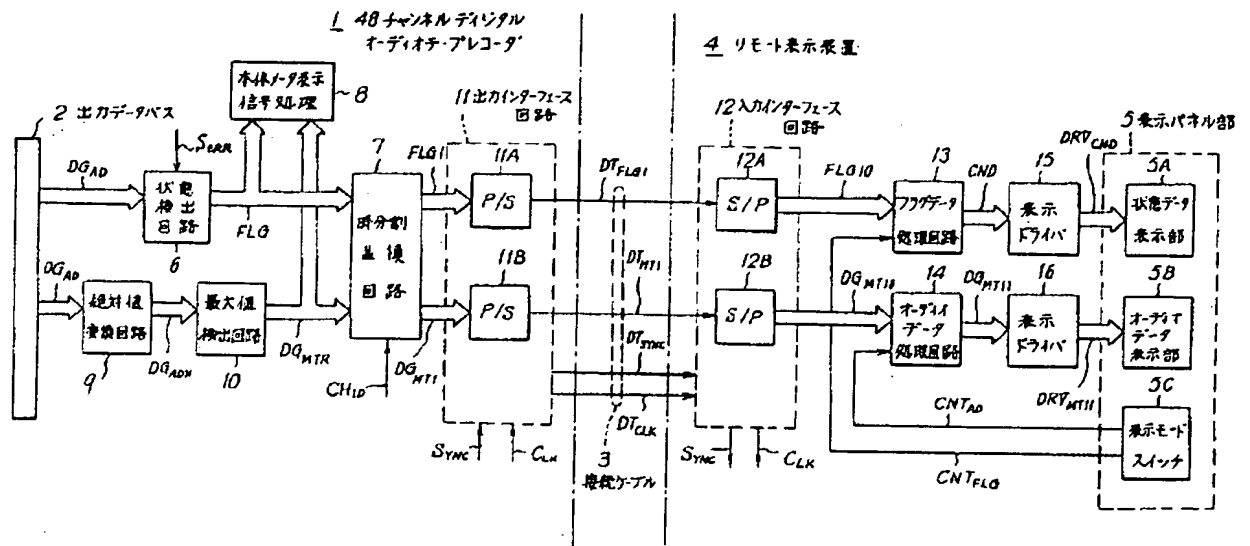 1 48チャンネル ディジタル
オーディオテープレコーダ
4 リモート表示装置
2 出力データバス
本体メータ表示
信号処理
8
11 出力インターフェース
回路
12 入力インターフェース
回路
5 表示パネル部
DG_AD
S_ERR
状態
検出
回路
6
FLG
7
時分割
並換
回路
FLG1
11A
P/S
DT_FLG1
12A
S/P
FLG10
13
フラグデータ
処理回路
CND
15
表示
ドライバ
DRV_CND
5A
状態データ
表示部
DG_AD
絶対値
変換回路
9
DG_ADX
最大値
検出回路
10
DG_MTR
CH_ID
DG_MT1
11B
P/S
DT_MT1
12B
S/P
DG_MT10
14
オーディオ
データ
処理回路
DG_MT11
16
表示
ドライバ
DRV_MT11
5B
オーディオ
データ
表示部
DT_SYNC
DT_CLK
S_YNC
C_LK
3
接続ケーブル
S_YNC
C_LK
CNT_AD
CNT_FLG
5C
表示モード
スイッチ